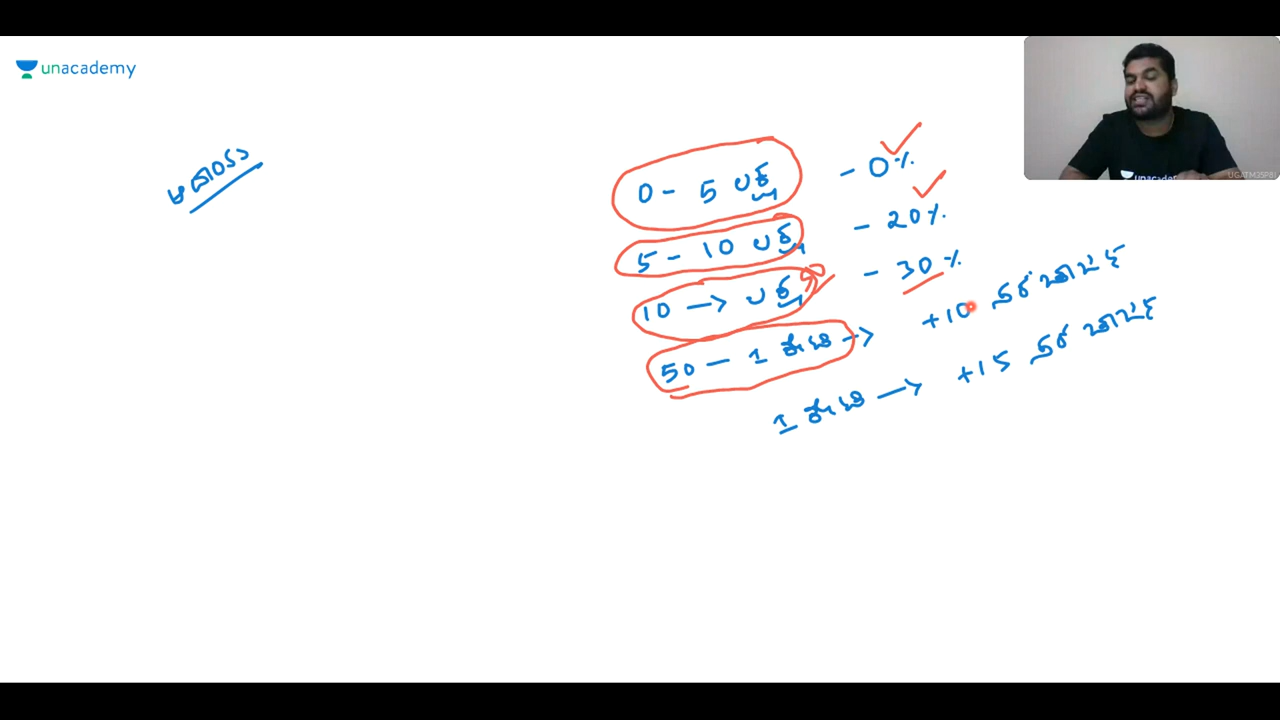 unacademy
ಆದಾಯ
0 - 5 ಲಕ್ಷ - 0%
5 - 10 ಲಕ್ಷ - 20%
10 → ಲಕ್ಷ 50 - 30%
50 - 1 ಕೋಟಿ → +10 ಸರ್ ಚಾರ್ಜ್
1 ಕೋಟಿ → +15 ಸರ್ ಚಾರ್ಜ್